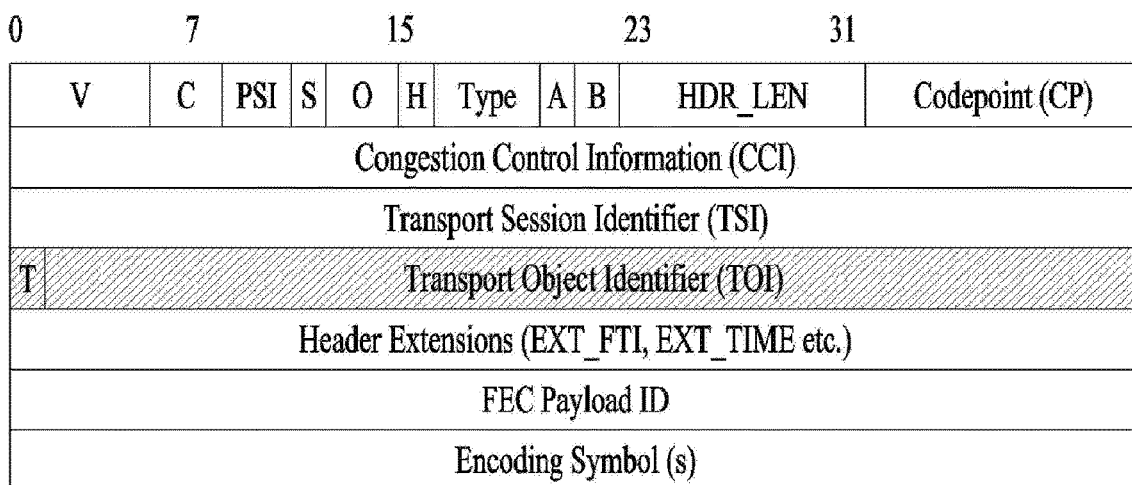 0 7 15 23 31
V C PSI S O H Type A B HDR_LEN Codepoint (CP)
Congestion Control Information (CCI)
Transport Session Identifier (TSI)
T Transport Object Identifier (TOI)
Header Extensions (EXT_FTI, EXT_TIME etc.)
FEC Payload ID
Encoding Symbol (s)